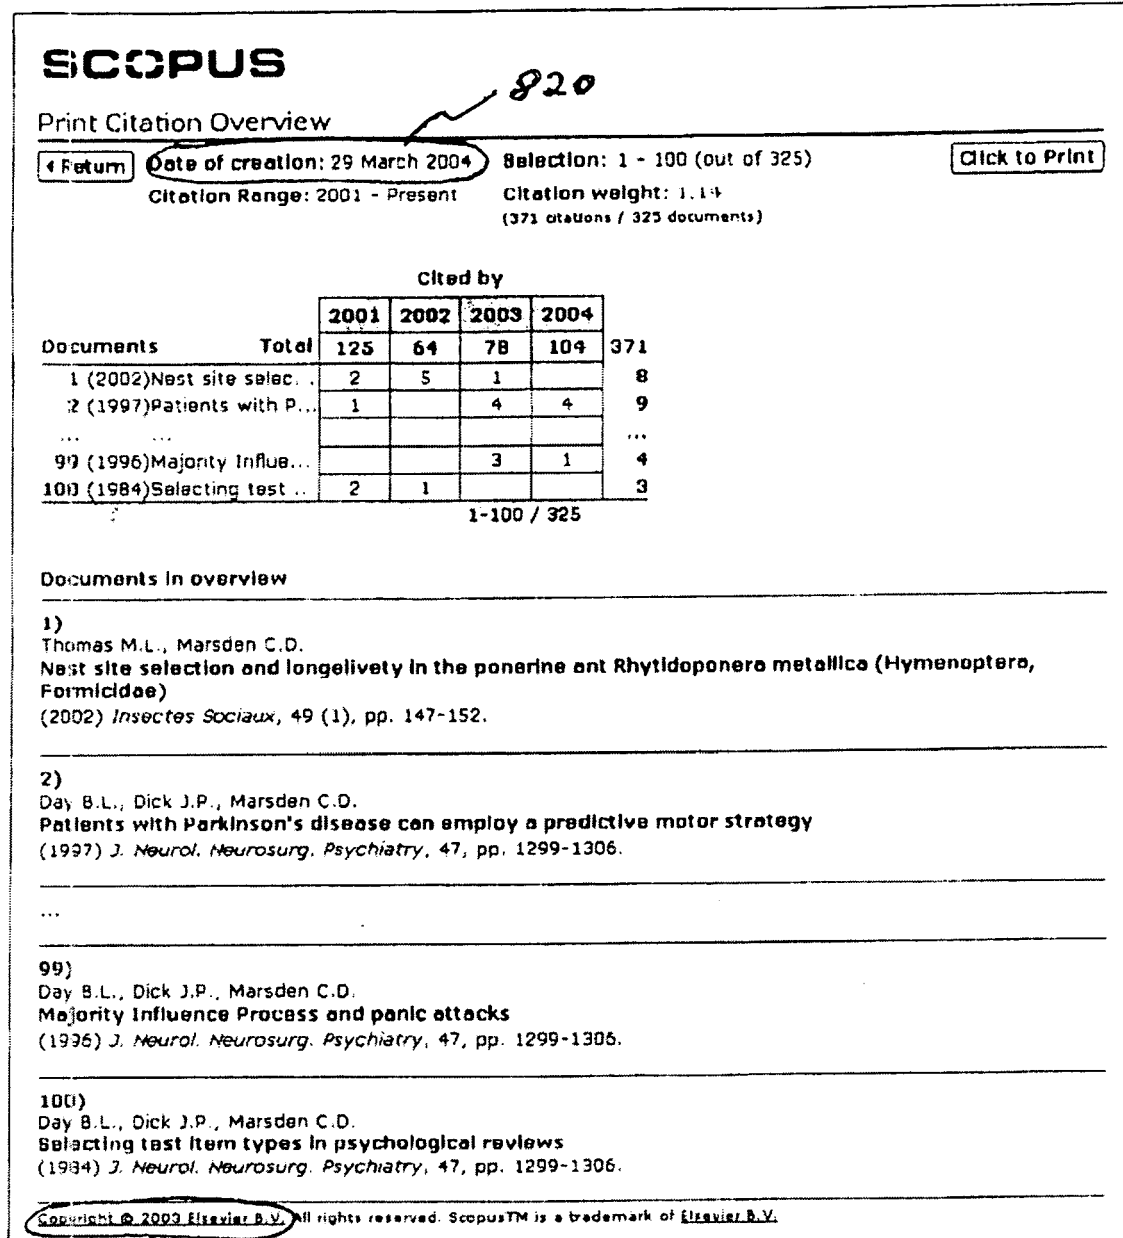 SCOPUS
820
Print Citation Overview
Return Date of creation: 29 March 2004 Selection: 1 - 100 (out of 325) Click to Print
Citation Range: 2001 - Present Citation weight: 1.14
(371 citations / 325 documents)
Cited by
2001 2002 2003 2004
Documents Total 125 64 78 104 371
1 (2002)Nest site selec... 2 5 1 8
2 (1997)Patients with P... 1 4 4 9
... ... ...
99 (1996)Majority Influe... 3 1 4
100 (1984)Selecting test ... 2 1 3
1-100 / 325
Documents in overview
1)
Thomas M.L., Marsden C.D.
Nest site selection and longelivety in the ponerine ant Rhytidoponera metallica (Hymenoptera,
Formicidae)
(2002) Insectes Sociaux, 49 (1), pp. 147-152.
2)
Day B.L., Dick J.P., Marsden C.D.
Patients with Parkinson's disease can employ a predictive motor strategy
(1997) J. Neurol. Neurosurg. Psychiatry, 47, pp. 1299-1306.
...
99)
Day B.L., Dick J.P., Marsden C.D.
Majority Influence Process and panic attacks
(1996) J. Neurol. Neurosurg. Psychiatry, 47, pp. 1299-1306.
100)
Day B.L., Dick J.P., Marsden C.D.
Selecting test item types in psychological reviews
(1984) J. Neurol. Neurosurg. Psychiatry, 47, pp. 1299-1306.
Copyright © 2003 Elsevier B.V. All rights reserved. ScopusTM is a trademark of Elsevier B.V.